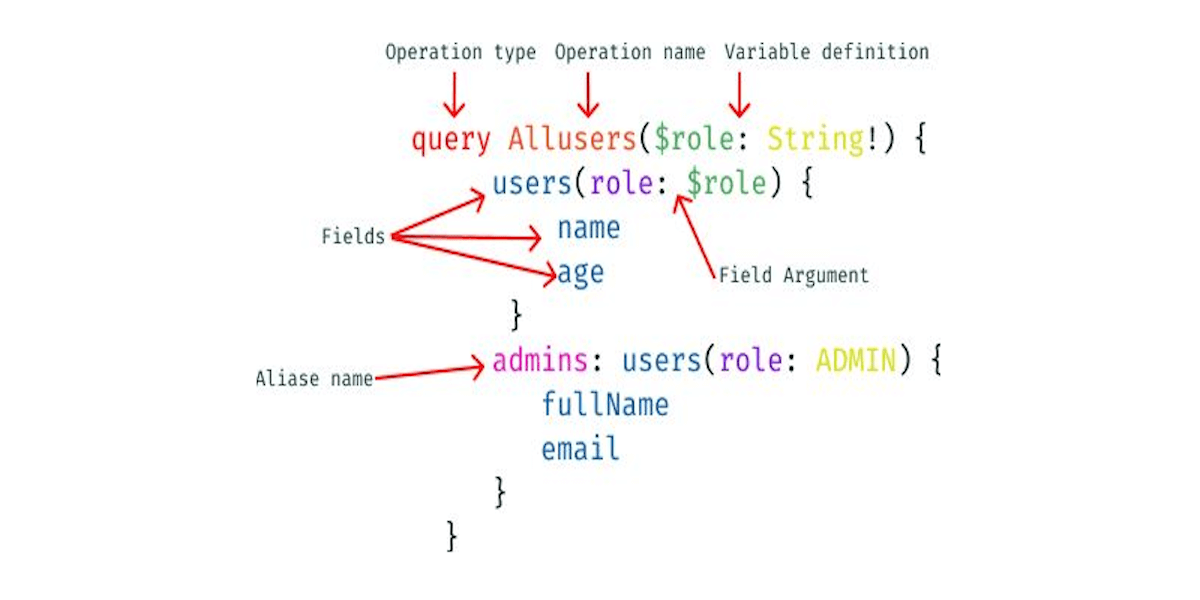 Operation type Operation name Variable definition
query Allusers($role: String!) {
users(role: $role) {
Fields
name
age
Field Argument
}
Aliase name
admins: users(role: ADMIN) {
fullName
email
}
}